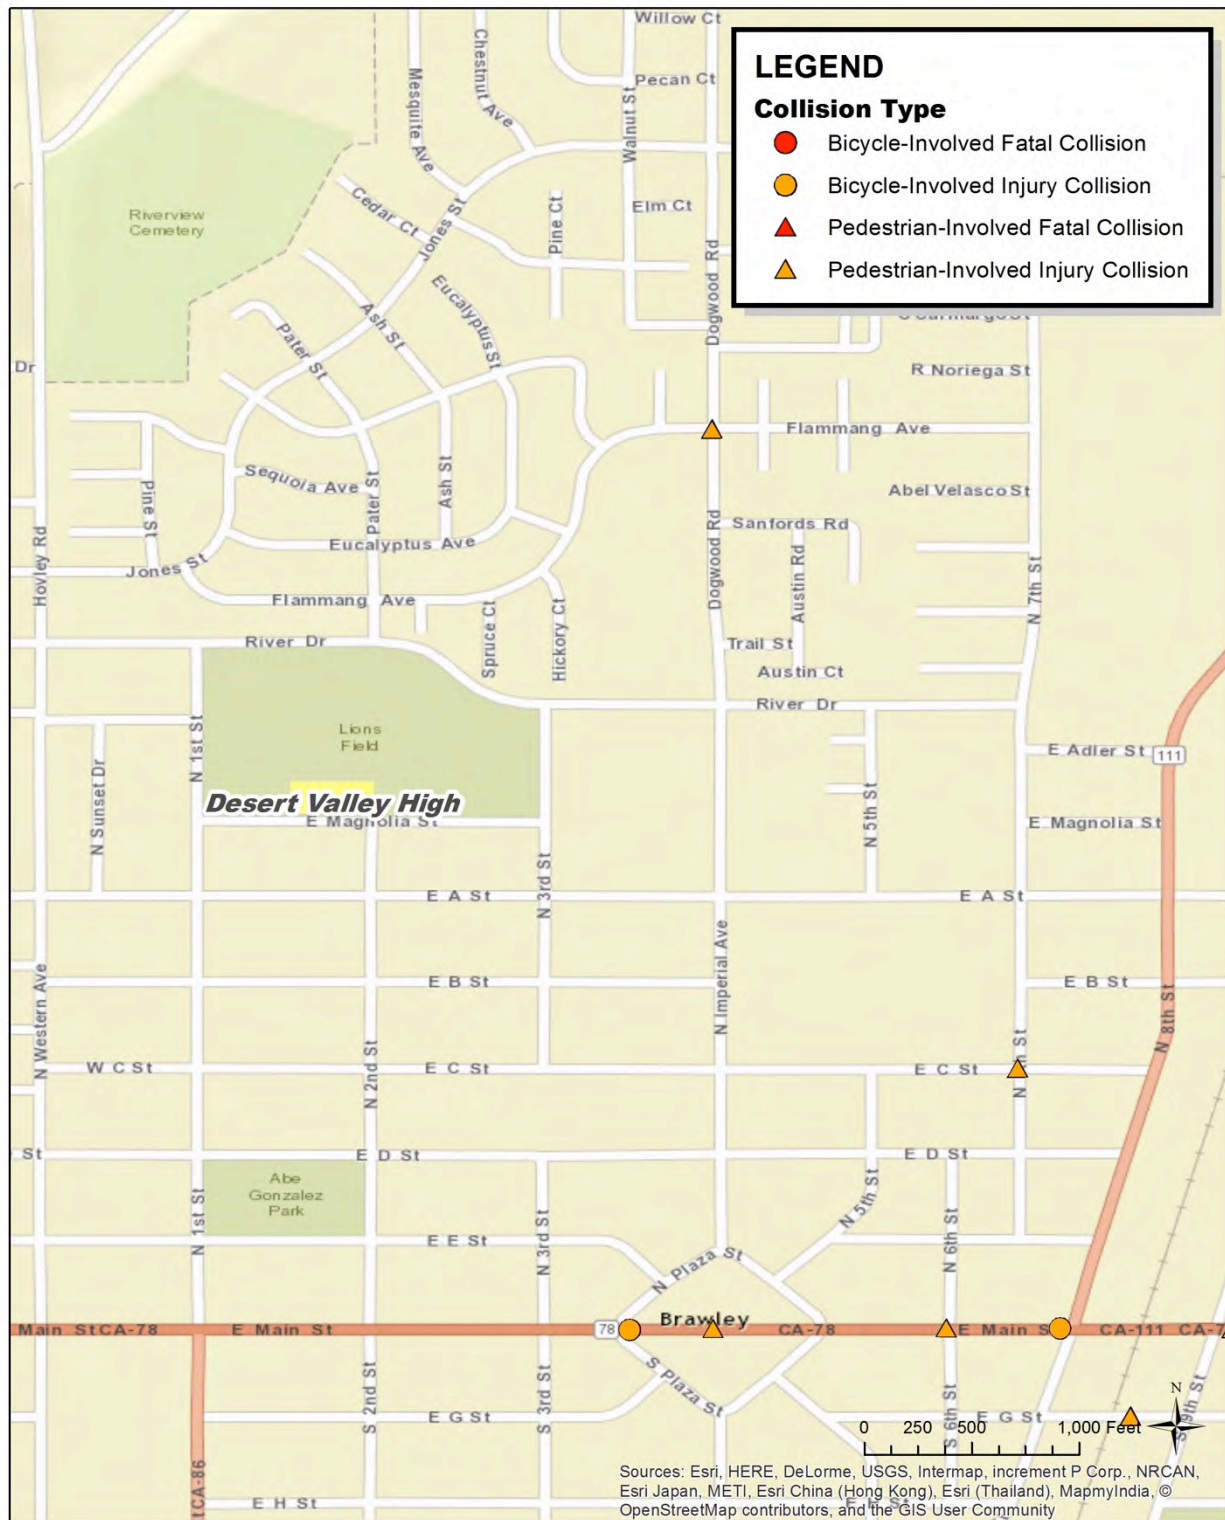 Willow Ct
Chestnut Ave
Mesquite Ave
Walnut St
Pecan Ct
LEGEND
Collision Type
Bicycle-Involved Fatal Collision
Bicycle-Involved Injury Collision
Pedestrian-Involved Fatal Collision
Pedestrian-Involved Injury Collision
Riverview
Cemetery
Cedar Ct
Jones St
Pine Ct
Elm Ct
Dogwood Rd
Eucalyptus St
Ash St
Pater St
Dr
R Noriega St
Flammang Ave
Sequoia Ave
Pater St
Ash St
Pine St
Abel Velasco St
Sanfords Rd
Eucalyptus Ave
Jones St
Hovley Rd
Dogwood Rd
Austin Rd
N 7th St
Flammang Ave
Spruce Ct
Hickory Ct
River Dr
Trail St
Austin Ct
River Dr
Lions
Field
N 1st St
N Sunset Dr
E Adler St
111
Desert Valley High
E Magnolia St
N 5th St
E Magnolia St
E A St
N 3rd St
E A St
N Western Ave
E B St
N Imperial Ave
E B St
N 8th St
W C St
N 2nd St
E C St
E C St
St
E D St
E D St
Abe
Gonzalez
Park
N 1st St
N 3rd St
N 5th St
N 6th St
E E St
N Plaza St
Brawley
Main St CA-78
E Main St
78
CA-78
E Main S
CA-111
CA-7
S 2nd St
S 3rd St
S Plaza St
S 6th St
S 9th St
E G St
E G St
N
0 250 500 1,000 Feet
t CA-86
E H St
Sources: Esri, HERE, DeLorme, USGS, Intermap, increment P Corp., NRCAN,
Esri Japan, METI, Esri China (Hong Kong), Esri (Thailand), MapmyIndia, ©
OpenStreetMap contributors, and the GIS User Community